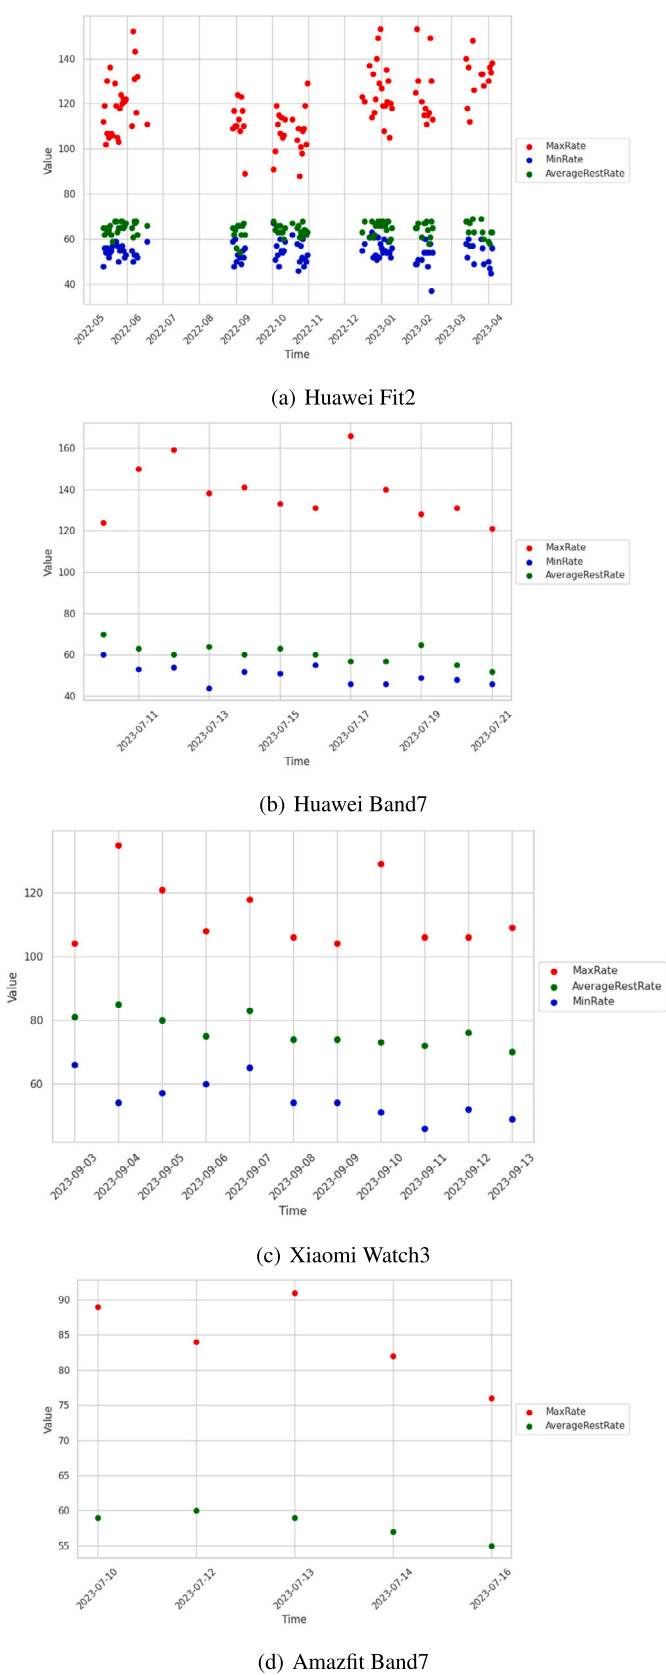 140
120
100
80
60
40
Value
2022-05
2022-06
2022-07
2022-08
2022-09
2022-10
2022-11
2022-12
2023-01
2023-02
2023-03
2023-04
Time
MaxRate
MinRate
AverageRestRate
(a) Huawei Fit2
160
140
120
100
80
60
40
Value
2023-07-11
2023-07-13
2023-07-15
2023-07-17
2023-07-19
2023-07-21
Time
MaxRate
MinRate
AverageRestRate
(b) Huawei Band7
120
100
80
60
Value
2023-09-03
2023-09-04
2023-09-05
2023-09-06
2023-09-07
2023-09-08
2023-09-09
2023-09-10
2023-09-11
2023-09-12
2023-09-13
Time
MaxRate
AverageRestRate
MinRate
(c) Xiaomi Watch3
90
85
80
75
70
65
60
55
Value
2023-07-10
2023-07-12
2023-07-13
2023-07-14
2023-07-16
Time
MaxRate
AverageRestRate
(d) Amazfit Band7